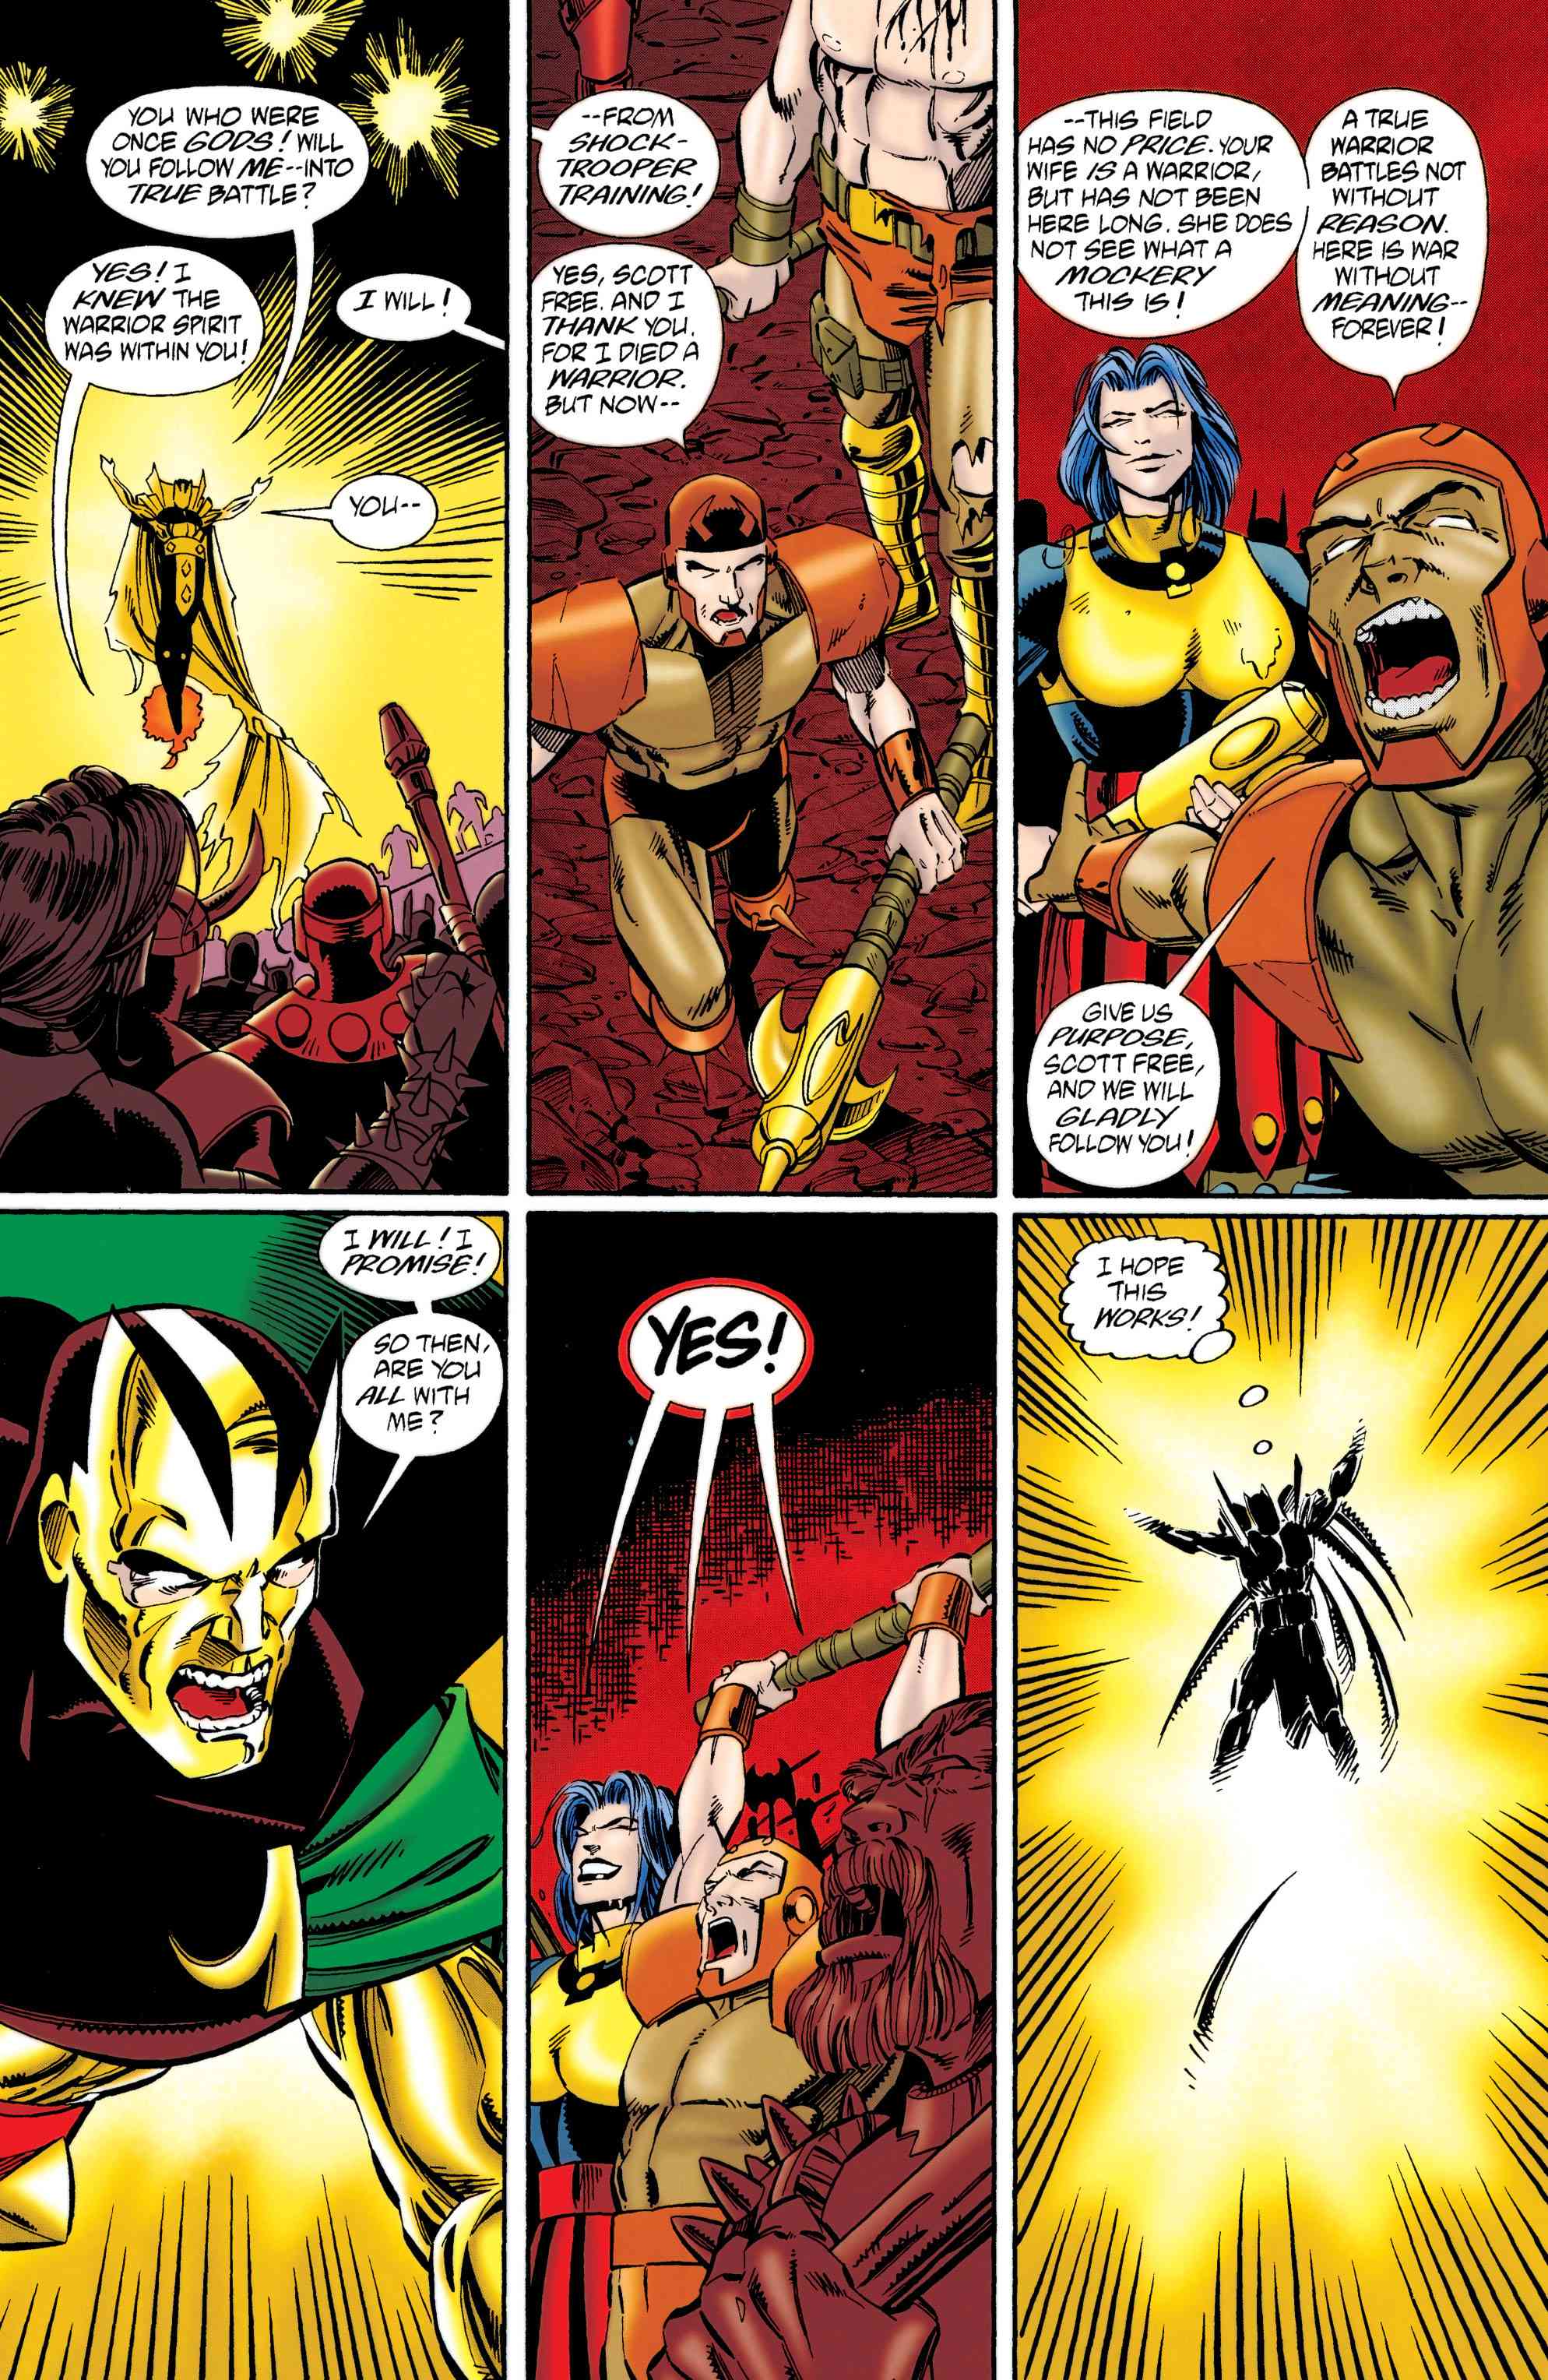 YOU WHO WERE
ONCE GODS! WILL
YOU FOLLOW ME--INTO
TRUE BATTLE?
YES! I
KNEW THE
WARRIOR SPIRIT
WAS WITHIN YOU!
I WILL!
YOU--
--FROM
SHOCK-
TROOPER
TRAINING!
YES, SCOTT
FREE. AND I
THANK YOU.
FOR I DIED A
WARRIOR.
BUT NOW--
--THIS FIELD
HAS NO PRICE. YOUR
WIFE IS A WARRIOR,
BUT HAS NOT BEEN
HERE LONG. SHE DOES
NOT SEE WHAT A
MOCKERY
THIS IS!
A TRUE
WARRIOR
BATTLES NOT
WITHOUT
REASON.
HERE IS WAR
WITHOUT
MEANING--
FOREVER!
GIVE US
PURPOSE,
SCOTT FREE,
AND WE WILL
GLADLY
FOLLOW YOU!
I WILL! I
PROMISE!
SO THEN,
ARE YOU
ALL WITH
ME?
YES!
I HOPE
THIS
WORKS!